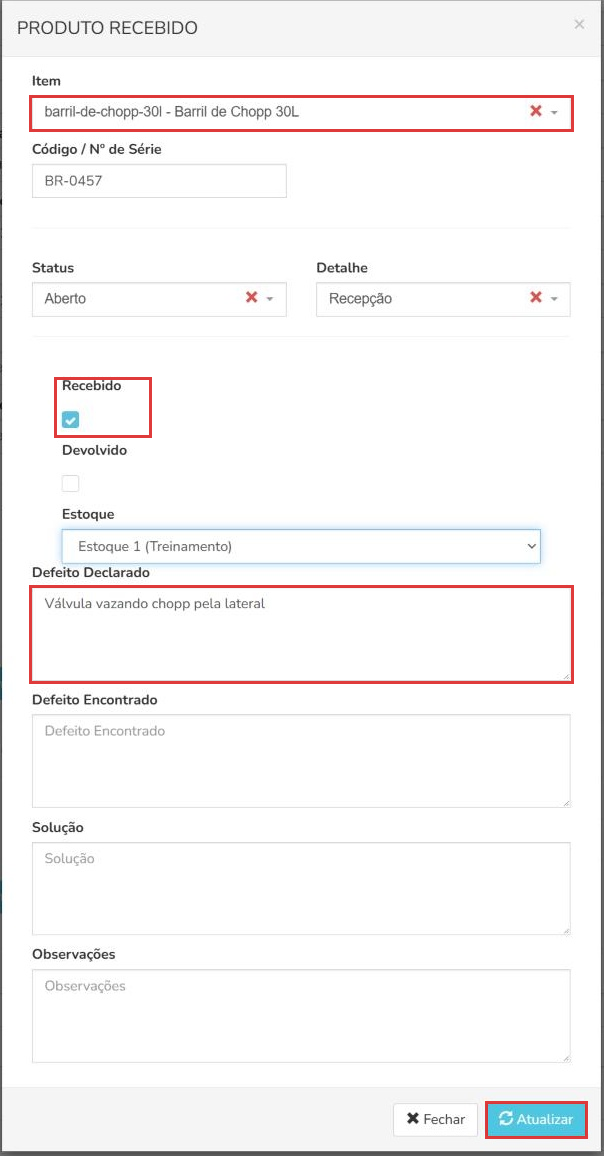 PRODUTO RECEBIDO
×
Item
barril-de-chopp-30l - Barril de Chopp 30L
Código / Nº de Série
BR-0457
Status
Detalhe
Aberto
Recepção
Recebido
Devolvido
Estoque
Estoque 1 (Treinamento)
Defeito Declarado
Válvula vazando chopp pela lateral
Defeito Encontrado
Defeito Encontrado
Solução
Solução
Observações
Observações
Fechar
Atualizar